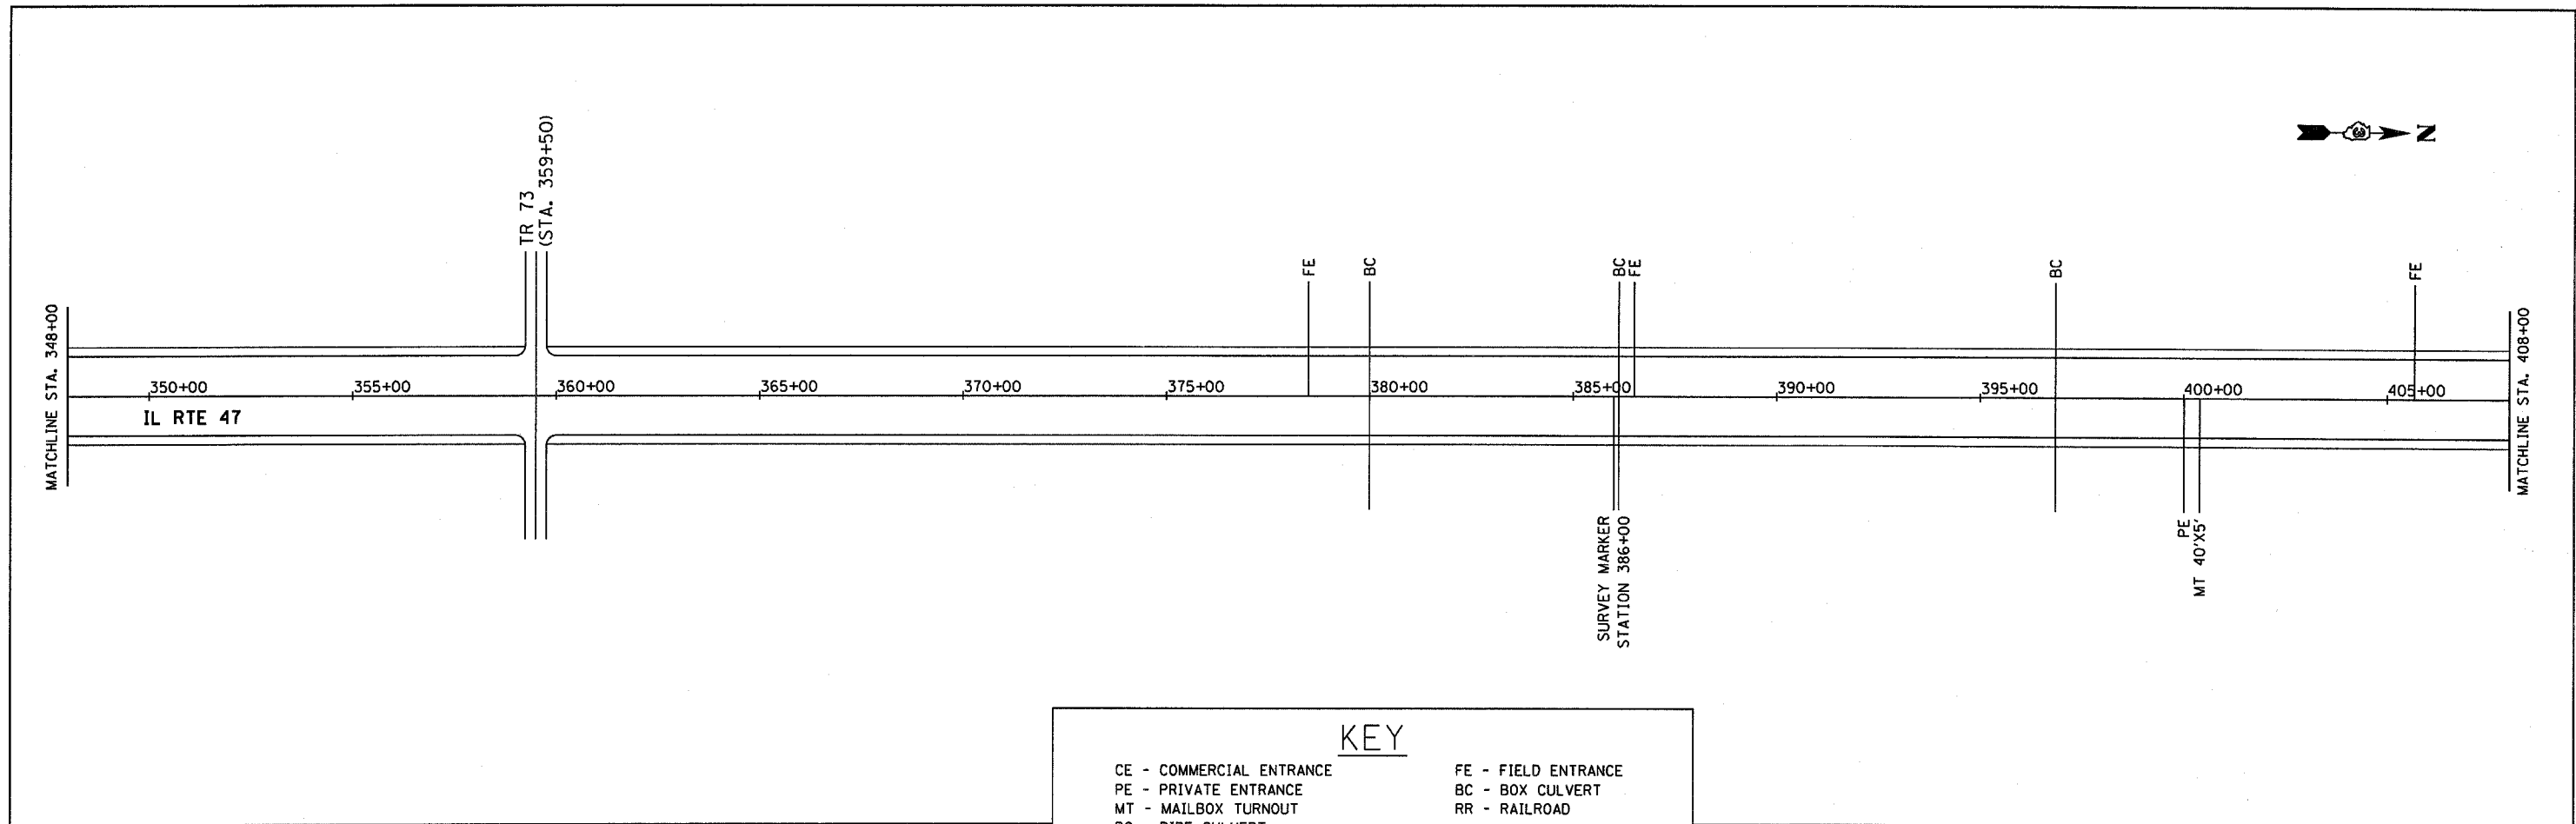 N
TR 73
(STA. 359+50)
FE
BC
BC
FE
BC
FE
MATCHLINE STA. 348+00
350+00
355+00
360+00
365+00
370+00
375+00
380+00
385+00
390+00
395+00
400+00
405+00
MATCHLINE STA. 408+00
IL RTE 47
SURVEY MARKER
STATION 386+00
PE
MT 40'X5'
KEY
CE - COMMERCIAL ENTRANCE
FE - FIELD ENTRANCE
PE - PRIVATE ENTRANCE
BC - BOX CULVERT
MT - MAILBOX TURNOUT
RR - RAILROAD